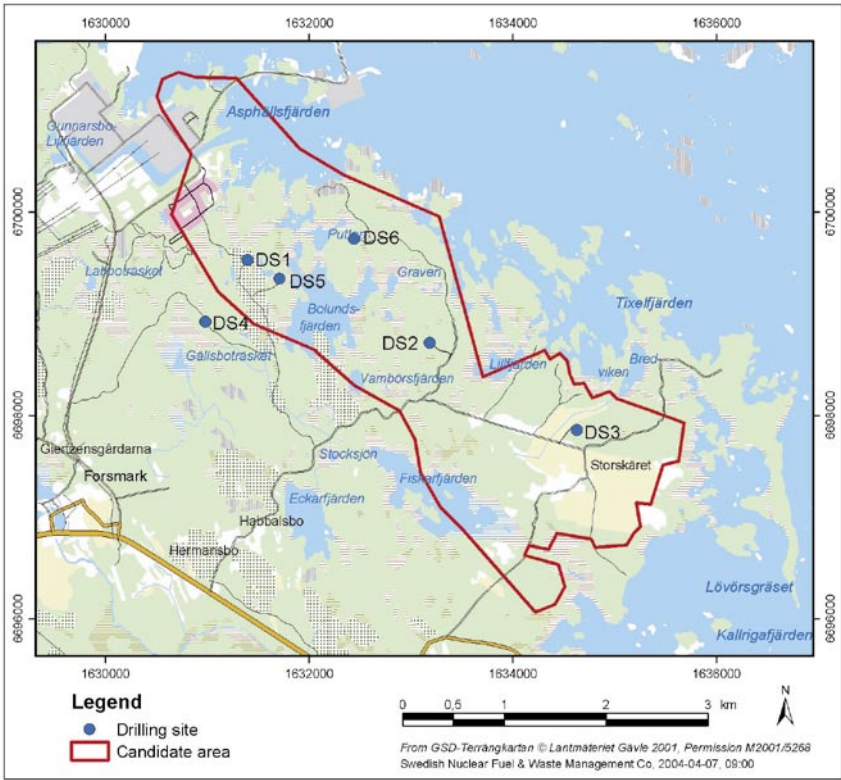 1630000 1632000 1634000 1636000
Asphällsfjärden
Gunnarsbo-
Lillfjärden
6700000 6700000
Puttan
DS6
DS1
Graven
DS5
Labboträsket
Tixelfjärden
Bolunds-
fjärden
DS4
DS2
Gällsboträsket
Lillfjärden
Bred
viken
Vambörsfjärden
6698000 6698000
DS3
Giertzensgårdarna
Stocksjön
Storskäret
Forsmark
Fiskarfjärden
Eckarfjärden
Habbalsbo
Hermansbo
Lövörsgräset
6696000 6696000
Kallrigafjärden
1630000 1632000 1634000 1636000
Legend
Drilling site
Candidate area
0 0,5 1 2 3 km
N
From GSD-Terrängkartan © Lantmäteriet Gävle 2001, Permission M2001/5268
Swedish Nuclear Fuel & Waste Management Co, 2004-04-07, 09:00